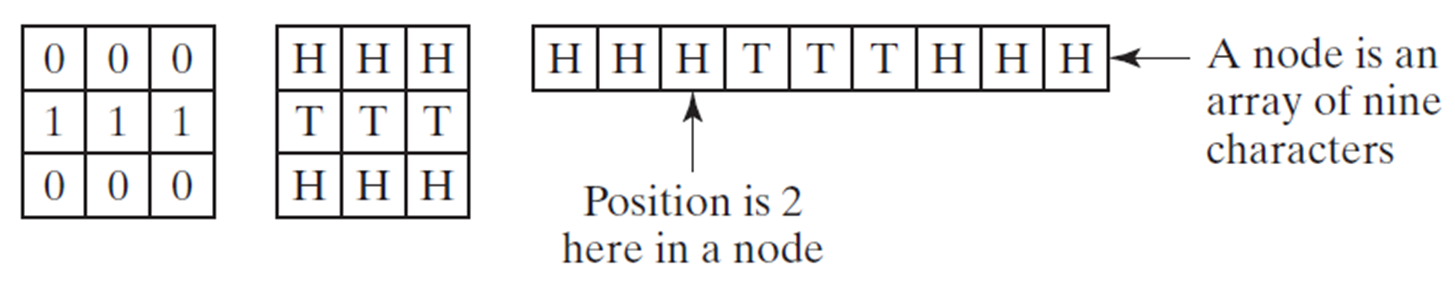 0 0 0
1 1 1
0 0 0
H H H
T T T
H H H
H H H T T T H H H
Position is 2
here in a node
A node is an
array of nine
characters